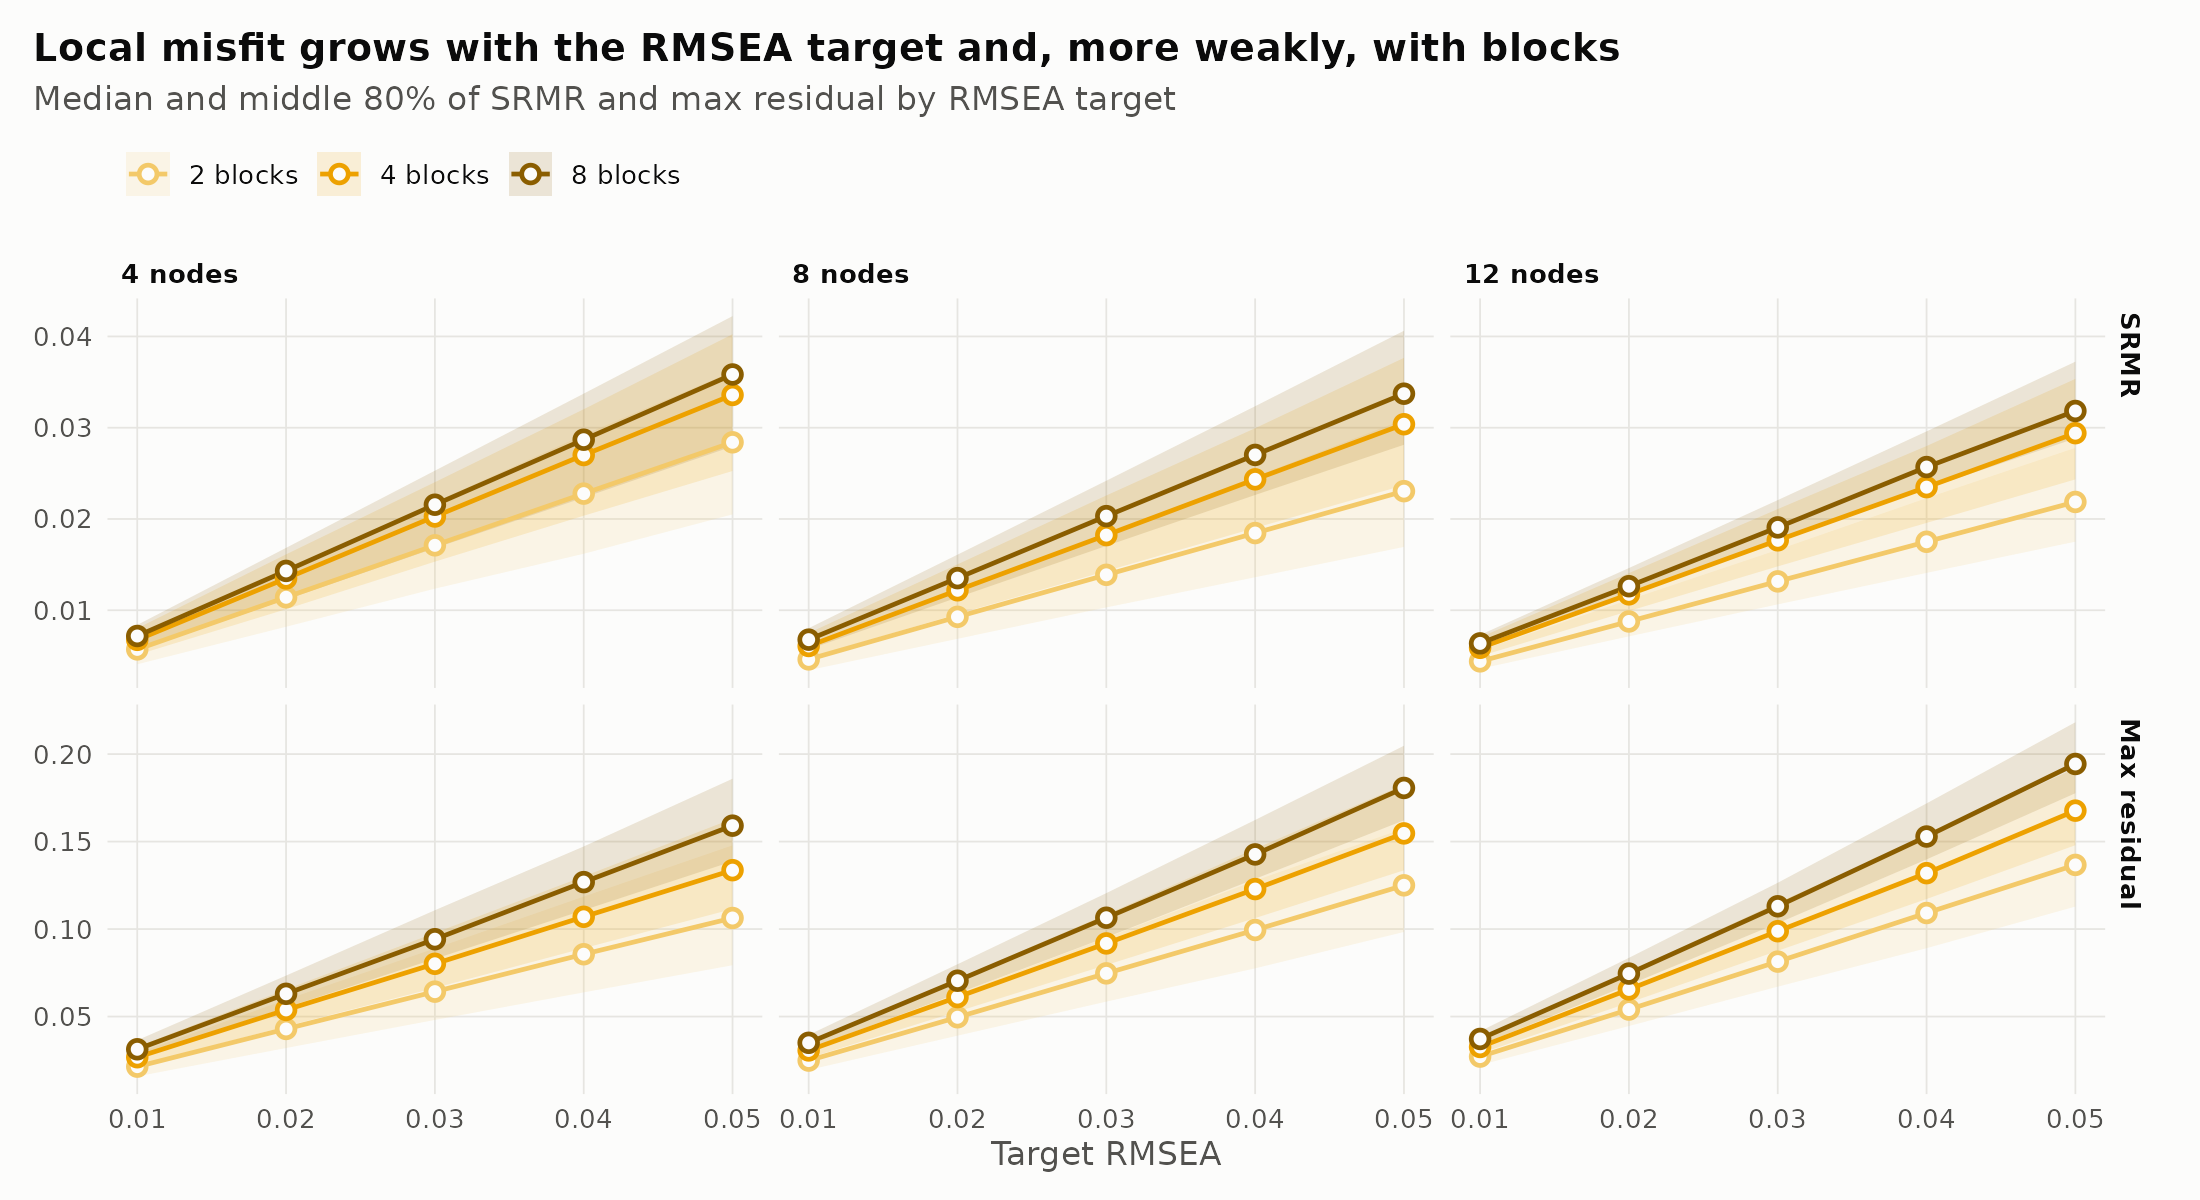 Local misfit grows with the RMSEA target and, more weakly, with blocks
Median and middle 80% of SRMR and max residual by RMSEA target
2 blocks 4 blocks 8 blocks
4 nodes 8 nodes 12 nodes
SRMR
0.04
0.03
0.02
0.01
Max residual
0.20
0.15
0.10
0.05
0.01 0.02 0.03 0.04 0.05 0.01 0.02 0.03 0.04 0.05 0.01 0.02 0.03 0.04 0.05
Target RMSEA